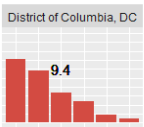 District of Columbia, DC
9.4